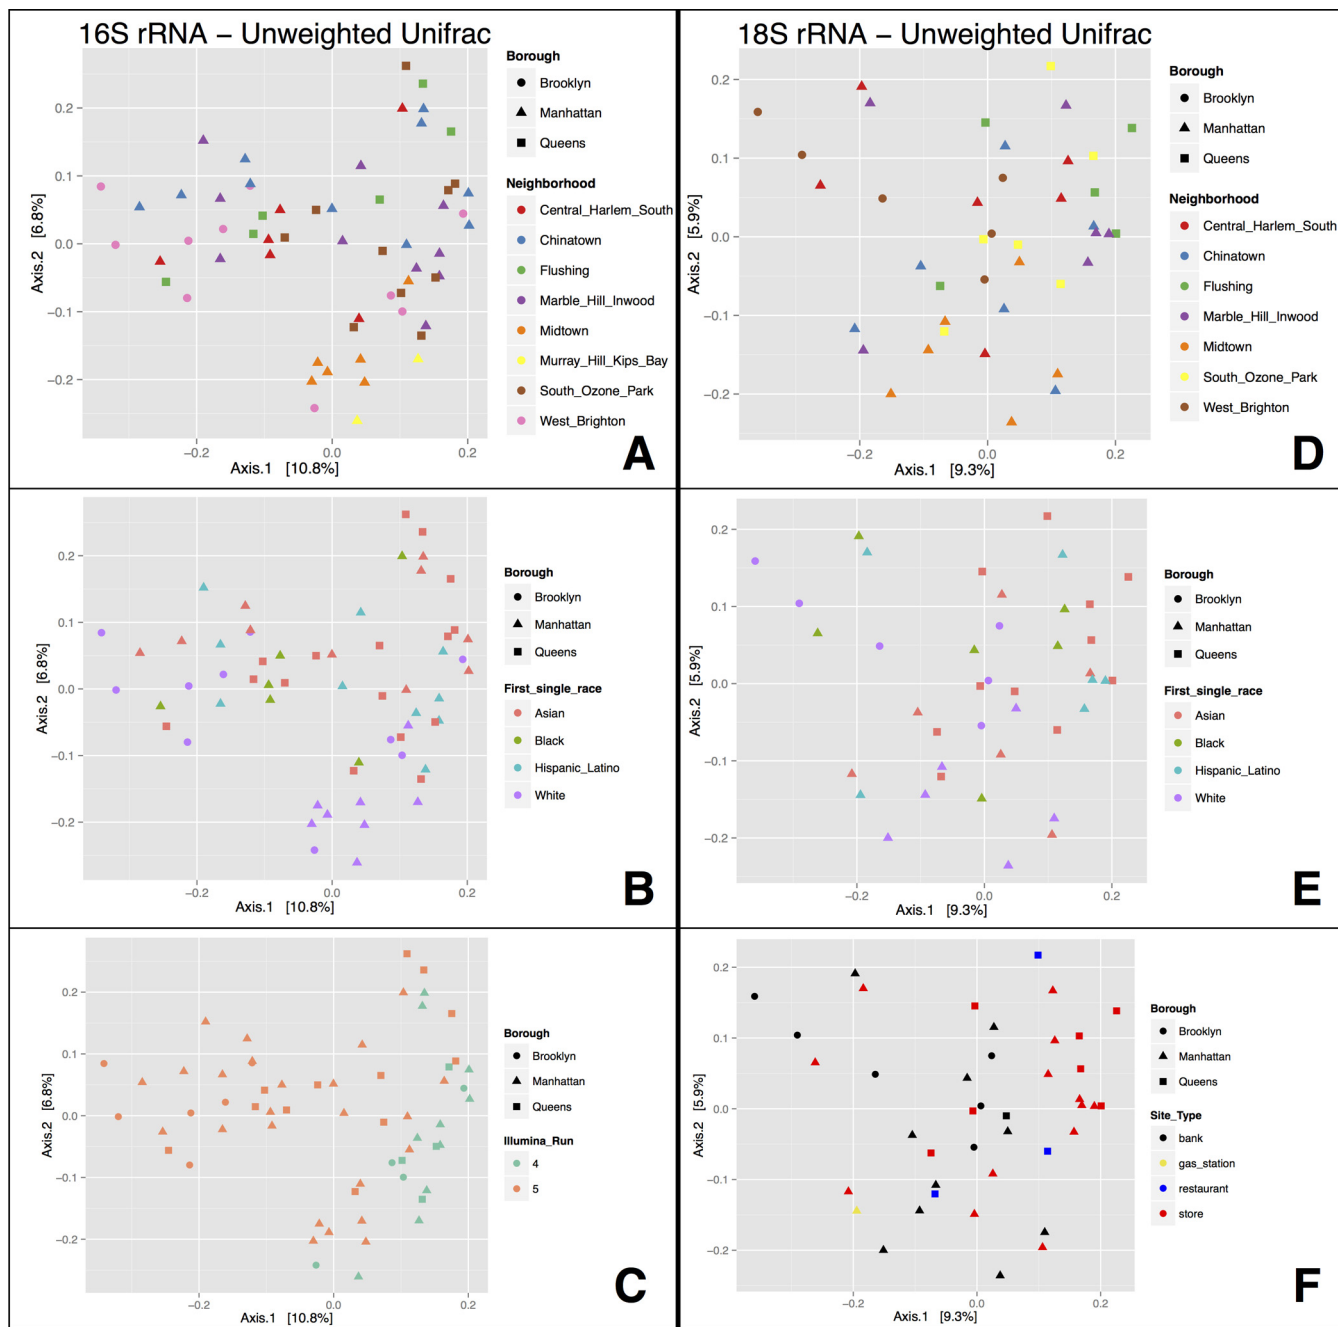 16S rRNA – Unweighted Unifrac
0.2
0.1
0.0
−0.1
−0.2
Axis.2 [6.8%]
−0.2
0.0
0.2
Axis.1 [10.8%]
Borough
Brooklyn
Manhattan
Queens
Neighborhood
Central_Harlem_South
Chinatown
Flushing
Marble_Hill_Inwood
Midtown
Murray_Hill_Kips_Bay
South_Ozone_Park
West_Brighton
A
18S rRNA – Unweighted Unifrac
0.2
0.1
0.0
−0.1
−0.2
Axis.2 [5.9%]
−0.2
0.0
0.2
Axis.1 [9.3%]
Borough
Brooklyn
Manhattan
Queens
Neighborhood
Central_Harlem_South
Chinatown
Flushing
Marble_Hill_Inwood
Midtown
South_Ozone_Park
West_Brighton
D
0.2
0.1
0.0
−0.1
−0.2
Axis.2 [6.8%]
−0.2
0.0
0.2
Axis.1 [10.8%]
Borough
Brooklyn
Manhattan
Queens
First_single_race
Asian
Black
Hispanic_Latino
White
B
0.2
0.1
0.0
−0.1
−0.2
Axis.2 [5.9%]
−0.2
0.0
0.2
Axis.1 [9.3%]
Borough
Brooklyn
Manhattan
Queens
First_single_race
Asian
Black
Hispanic_Latino
White
E
0.2
0.1
0.0
−0.1
−0.2
Axis.2 [6.8%]
−0.2
0.0
0.2
Axis.1 [10.8%]
Borough
Brooklyn
Manhattan
Queens
Illumina_Run
4
5
C
0.2
0.1
0.0
−0.1
−0.2
Axis.2 [5.9%]
−0.2
0.0
0.2
Axis.1 [9.3%]
Borough
Brooklyn
Manhattan
Queens
Site_Type
bank
gas_station
restaurant
store
F